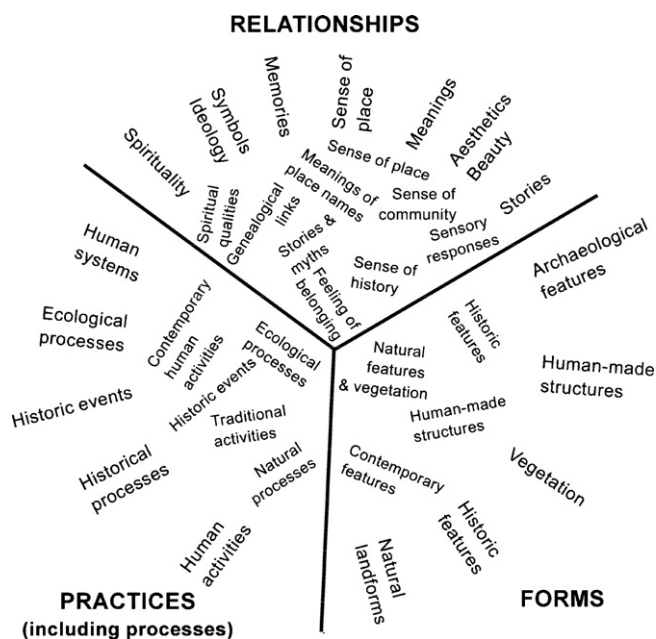 RELATIONSHIPS
Spirituality
Symbols
Ideology
Memories
Sense of
place
Meanings
Aesthetics
Beauty
Stories
Spiritual
qualities
Genealogical
links
Meanings of
place names
Sense of place
Sense of
community
Sensory
responses
Stories &
myths
Feeling of
belonging
Sense of
history
Human
systems
Ecological
processes
Historic events
Historical
processes
Human
activities
Contemporary
human
activities
Ecological
processes
Historic events
Traditional
activities
Natural
processes
PRACTICES
(including processes)
Archaeological
features
Historic
features
Natural
features
& vegetation
Human-made
structures
Human-made
structures
Vegetation
Contemporary
features
Historic
features
Natural
landforms
FORMS